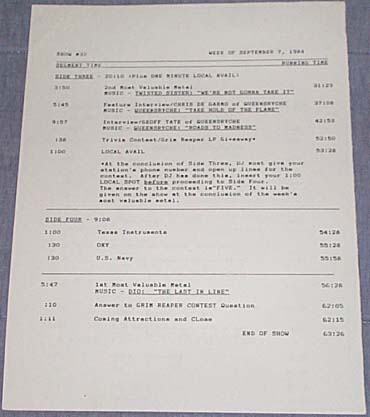 SHOW #20 WEEK OF SEPTEMBER 7, 1984
SEGMENT TIME RUNNING TIME
SIDE THREE - 20:10 (Plus ONE MINUTE LOCAL AVAIL)
3:50 2nd Most Valuable Metal 31:23
MUSIC - TWISTED SISTER: "WE'RE NOT GONNA TAKE IT"
5:45 Feature Interview/CHRIS DE GARMO of QUEENSRYCHE 37:08
MUSIC - QUEENSRYCHE: "TAKE HOLD OF THE FLAME"
9:57 Interview/GEOFF TATE of QUEENSRYCHE
MUSIC - QUEENSRYCHE: "ROADS TO MADNESS"
:38 Trivia Contest/Grim Reaper LP Giveaway* 52:50
1:00 LOCAL AVAIL 53:28
*At the conclusion of Side Three, DJ must give your
station's phone number and open up lines for the
contest. After DJ has done this, insert your 1:00
LOCAL SPOT before proceeding to Side Four.
The answer to the contest is "FIVE." It will be
given on the show at the conclusion of the week's
most valuable metal.
SIDE FOUR - 9:08
1:00 Texas Instruments 54:28
:30 OXY 55:28
:30 U.S. Navy 55:58
5:47 1st Most Valuable Metal 56:28
MUSIC - DIO: "THE LAST IN LINE"
:10 Answer to GRIM REAPER CONTEST Question 62:05
1:11 Coming Attractions and CLose 62:15
END OF SHOW 63:26